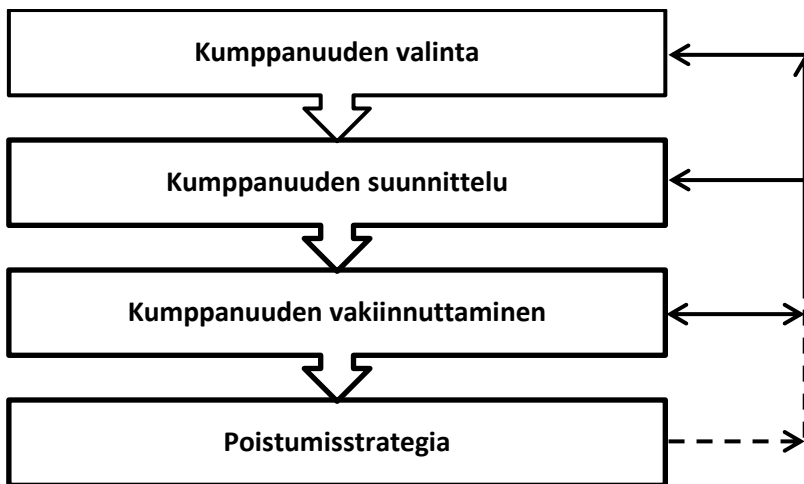 Kumppanuuden valinta
Kumppanuuden suunnittelu
Kumppanuuden vakiinnuttaminen
Poistumisstrategia